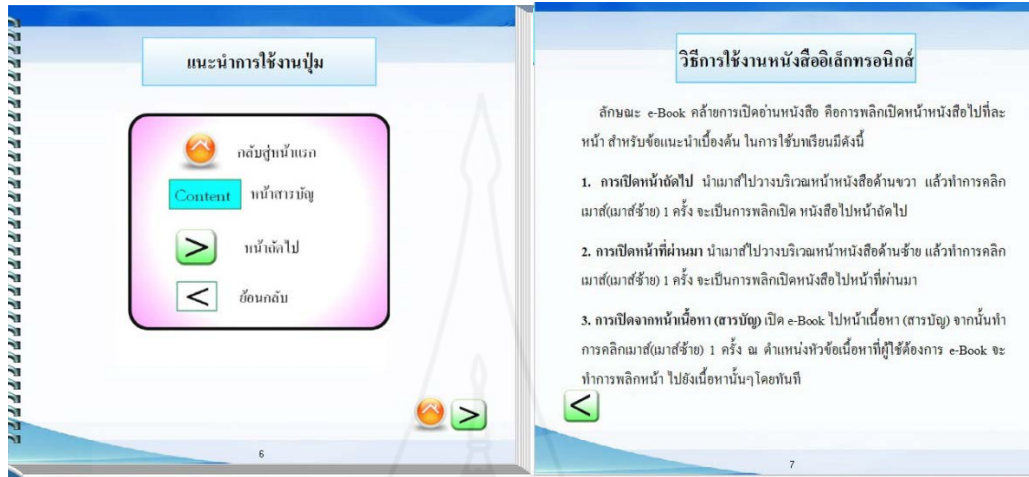 แนะนำการใช้งานปุ่ม
กลับสู่หน้าแรก
Content หน้าสารบัญ
> หน้าถัดไป
< ย้อนกลับ
>
6
วิธีการใช้งานหนังสืออิเล็กทรอนิกส์
ลักษณะ e-Book คล้ายการเปิดอ่านหนังสือ คือการพลิกเปิดหน้าหนังสือไปทีละ
หน้า สำหรับข้อแนะนำเบื้องต้น ในการใช้บทเรียนมีดังนี้
1. การเปิดหน้าถัดไป นำเมาส์ไปวางบริเวณหน้าหนังสือด้านขวา แล้วทำการคลิก
เมาส์(เมาส์ซ้าย) 1 ครั้ง จะเป็นการพลิกเปิด หนังสือไปหน้าถัดไป
2. การเปิดหน้าที่ผ่านมา นำเมาส์ไปวางบริเวณหน้าหนังสือด้านซ้าย แล้วทำการคลิก
เมาส์(เมาส์ซ้าย) 1 ครั้ง จะเป็นการพลิกเปิดหนังสือไปหน้าที่ผ่านมา
3. การเปิดจากหน้าเนื้อหา (สารบัญ) เปิด e-Book ไปหน้าเนื้อหา (สารบัญ) จากนั้นทำ
การคลิกเมาส์(เมาส์ซ้าย) 1 ครั้ง ณ ตำแหน่งหัวข้อเนื้อหาที่ผู้ใช้ต้องการ e-Book จะ
ทำการพลิกหน้า ไปยังเนื้อหานั้นๆ โดยทันที
<
7